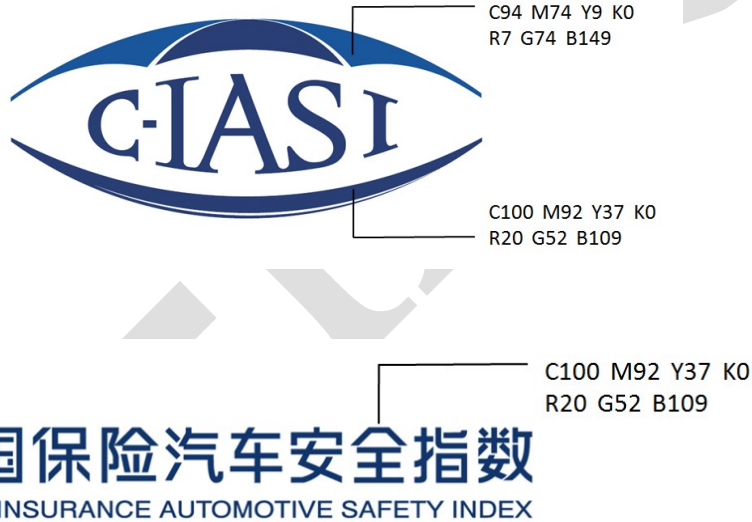 C94 M74 Y9 K0
R7 G74 B149
C-IASI
C100 M92 Y37 K0
R20 G52 B109
C100 M92 Y37 K0
R20 G52 B109
国保险汽车安全指数
INSURANCE AUTOMOTIVE SAFETY INDEX